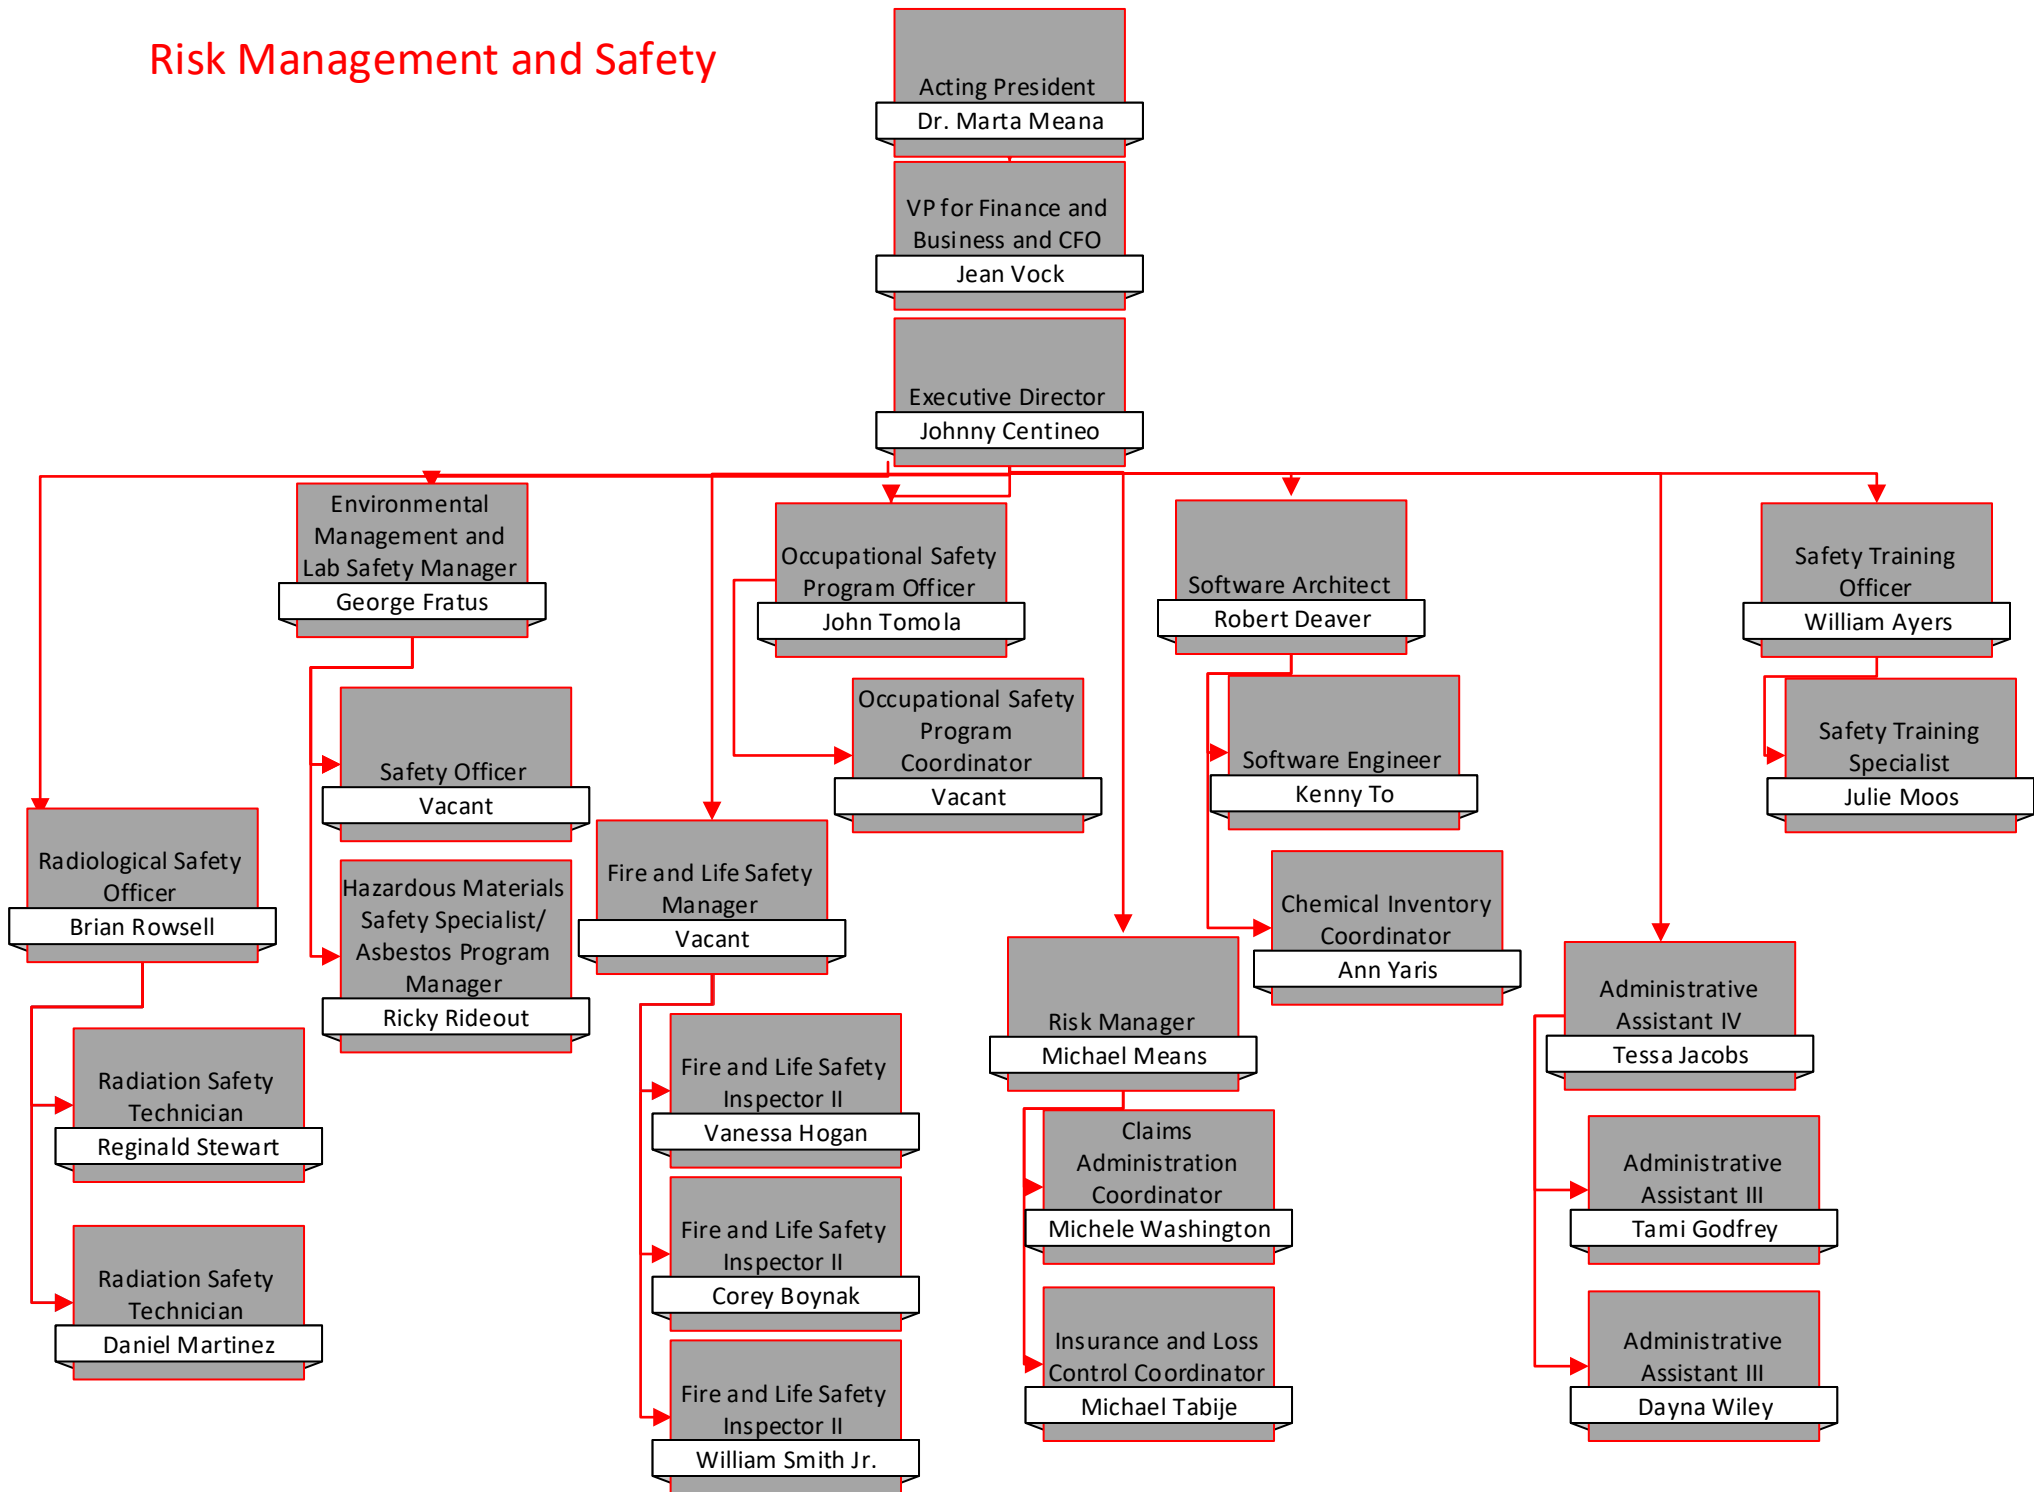 Risk Management and Safety
Acting President
Dr. Marta Meana
VP for Finance and
Business and CFO
Jean Vock
Executive Director
Johnny Centineo
Environmental
Management and
Lab Safety Manager
George Fratus
Occupational Safety
Program Officer
John Tomola
Software Architect
Robert Deaver
Safety Training
Officer
William Ayers
Safety Officer
Vacant
Occupational Safety
Program
Coordinator
Vacant
Software Engineer
Kenny To
Safety Training
Specialist
Julie Moos
Radiological Safety
Officer
Brian Rowsell
Hazardous Materials
Safety Specialist/
Asbestos Program
Manager
Ricky Rideout
Fire and Life Safety
Manager
Vacant
Chemical Inventory
Coordinator
Ann Yaris
Risk Manager
Michael Means
Administrative
Assistant IV
Tessa Jacobs
Radiation Safety
Technician
Reginald Stewart
Fire and Life Safety
Inspector II
Vanessa Hogan
Claims
Administration
Coordinator
Michele Washington
Administrative
Assistant III
Tami Godfrey
Radiation Safety
Technician
Daniel Martinez
Fire and Life Safety
Inspector II
Corey Boynak
Insurance and Loss
Control Coordinator
Michael Tabije
Administrative
Assistant III
Dayna Wiley
Fire and Life Safety
Inspector II
William Smith Jr.